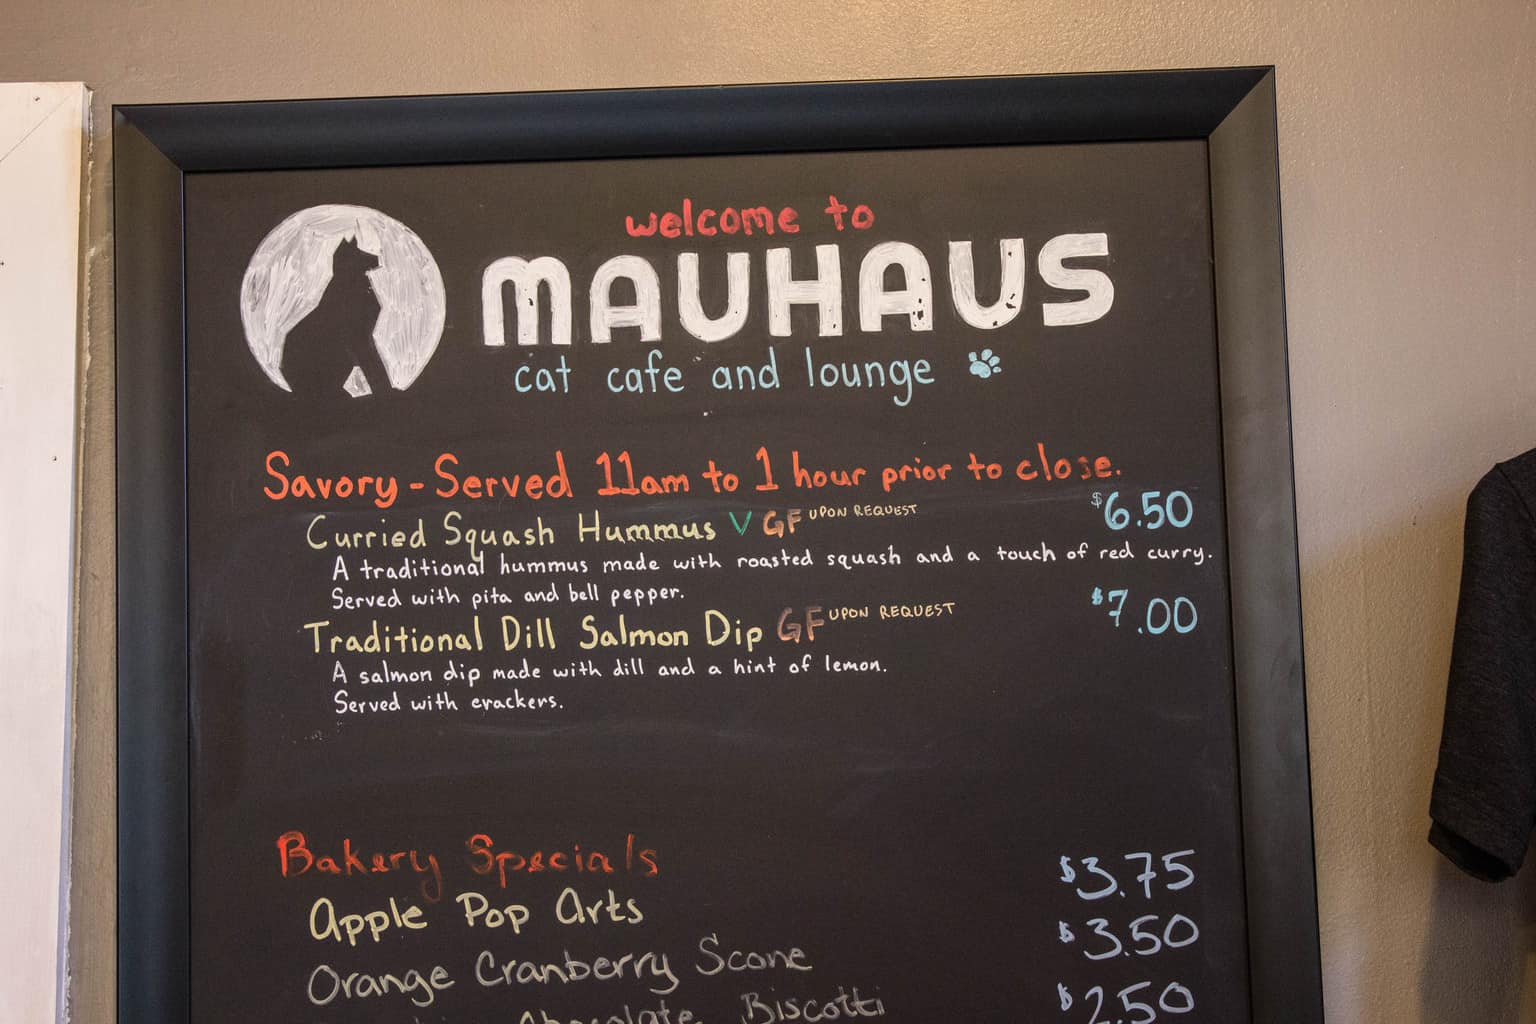 welcome to
MAUHAUS
cat cafe and lounge
Savory - Served 11am to 1 hour prior to close.
Curried Squash Hummus V GF UPON REQUEST $6.50
A traditional hummus made with roasted squash and a touch of red curry.
Served with pita and bell pepper.
Traditional Dill Salmon Dip GF UPON REQUEST $7.00
A salmon dip made with dill and a hint of lemon.
Served with crackers.
Bakery Specials
Apple Pop Arts $3.75
Orange Cranberry Scone $3.50
Chocolate Biscotti $2.50